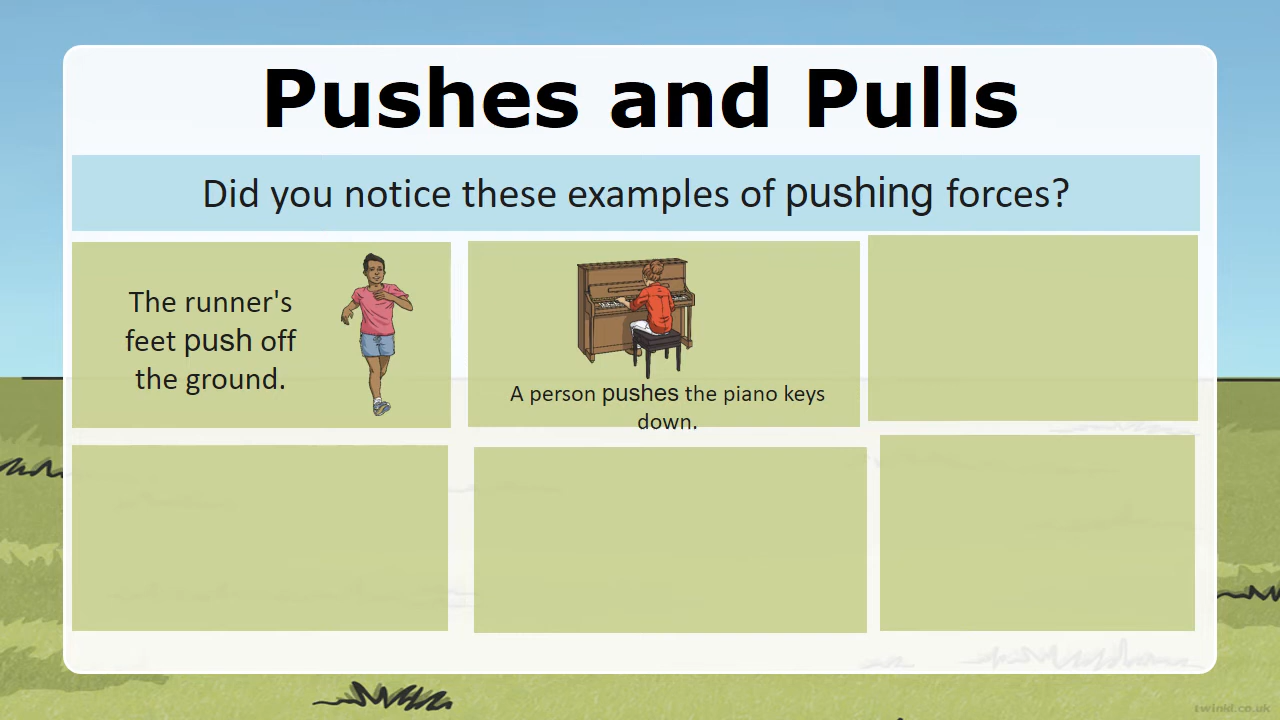 Pushes and Pulls
Did you notice these examples of pushing forces?
The runner's
feet push off
the ground.
A person pushes the piano keys
down.
twinkl.co.uk